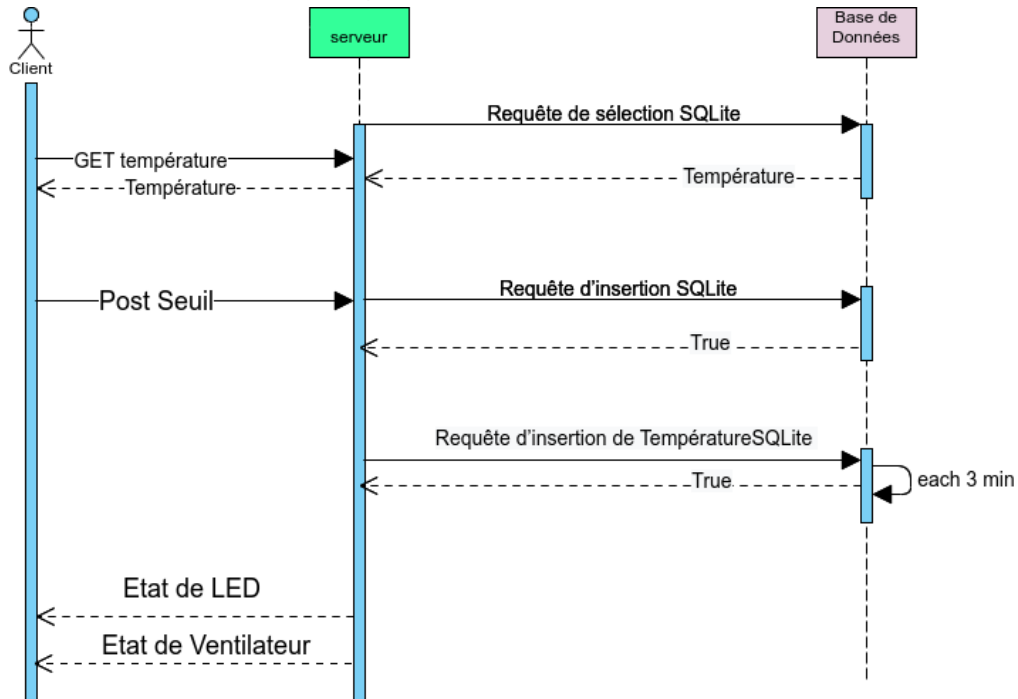 Client
serveur
Base de
Données
Requête de sélection SQLite
GET température
Température
Température
Requête d'insertion SQLite
Post Seuil
True
Requête d'insertion de TempératureSQLite
True
each 3 min
Etat de LED
Etat de Ventilateur